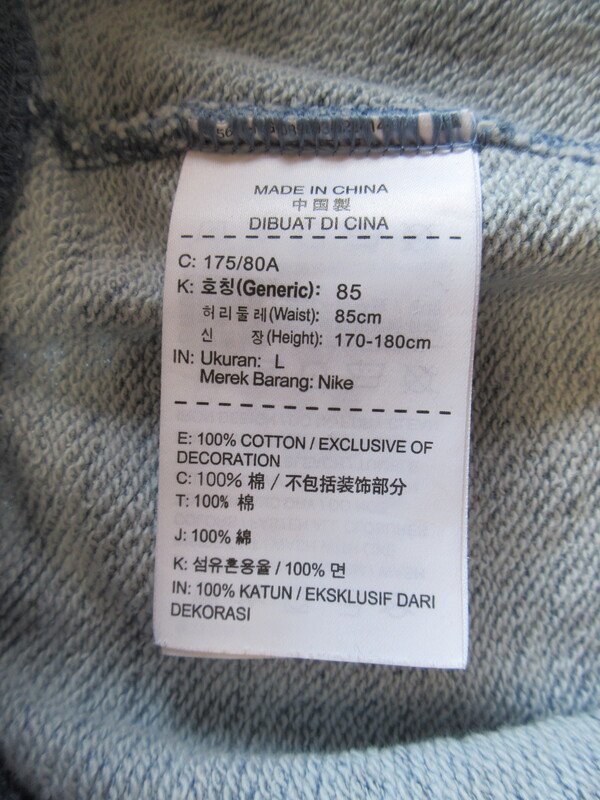 MADE IN CHINA
中国製
DIBUAT DI CINA
C: 175/80A
K: 호칭(Generic): 85
허리둘레(Waist): 85cm
신 장(Height): 170-180cm
IN: Ukuran: L
Merek Barang: Nike
E: 100% COTTON / EXCLUSIVE OF
DECORATION
C: 100% 棉 / 不包括装饰部分
T: 100% 棉
J: 100% 綿
K: 섬유혼용율 / 100% 면
IN: 100% KATUN / EKSKLUSIF DARI
DEKORASI